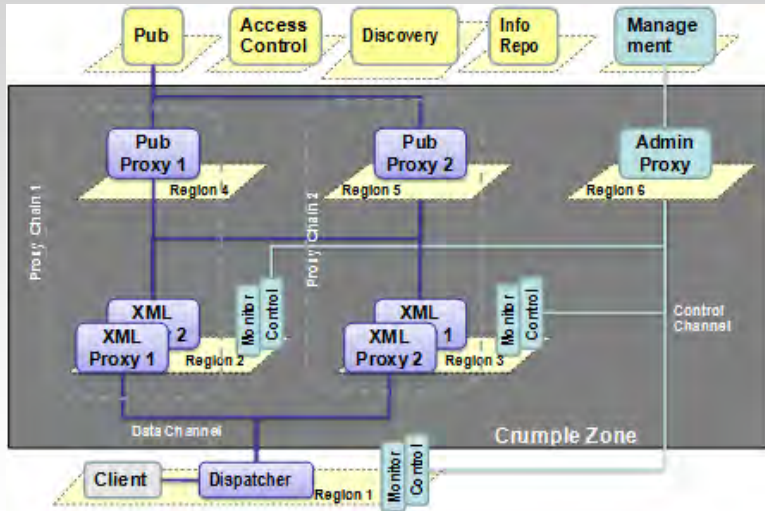 Pub
Access
Control
Discovery
Info
Repo
Manage
ment
Proxy Chain 1
Pub
Proxy 1
Region 4
Proxy Chain 2
Pub
Proxy 2
Region 5
Admin
Proxy
Region 6
XML
2
XML
Proxy 1
Region 2
Monitor
Control
XML
1
XML
Proxy 2
Region 3
Monitor
Control
Control
Channel
Data Channel
Crumple Zone
Client
Dispatcher
Region 1
Monitor
Control